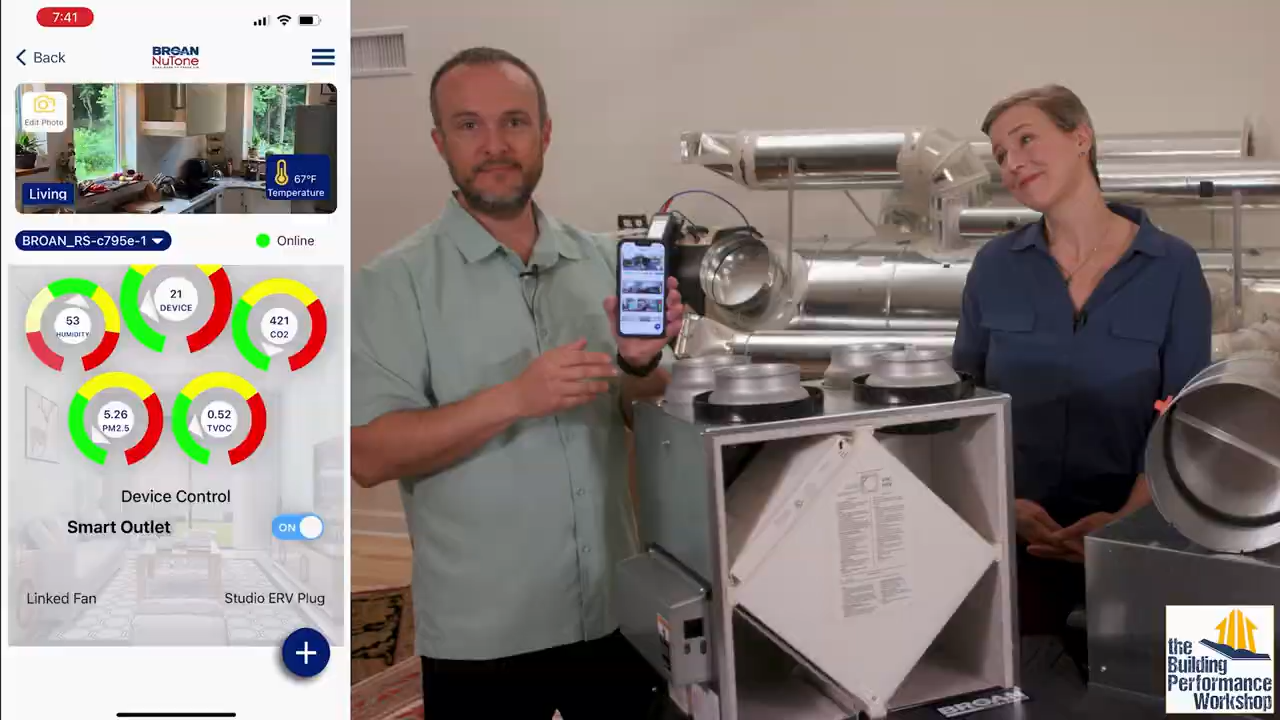 7:41
Back
BROAN
NuTone
Edit Photo
67°F
Temperature
Living
BROAN_RS-c795e-1
Online
53
HUMIDITY
21
DEVICE
421
CO2
5.26
PM2.5
0.52
TVOC
Device Control
Smart Outlet
ON
Linked Fan
Studio ERV Plug
BROAN
the
Building
Performance
Workshop